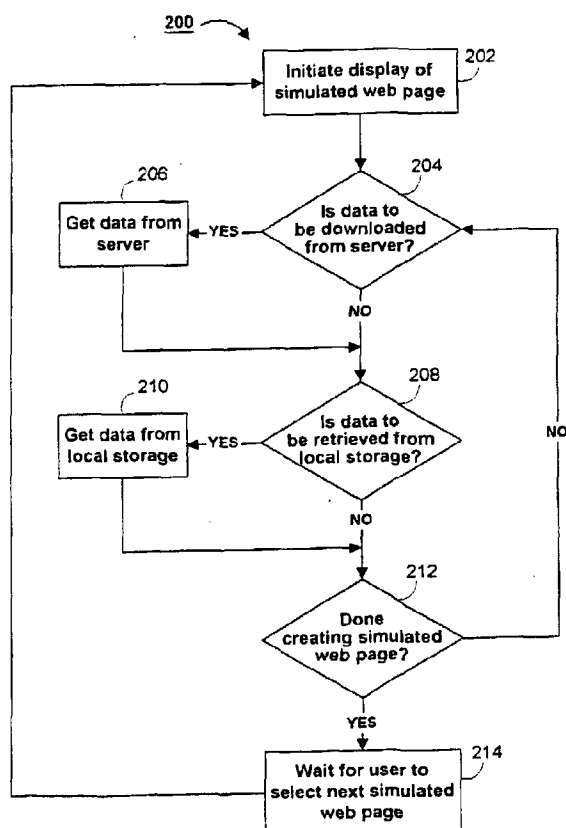 200
202
Initiate display of
simulated web page
204
206
Is data to
be downloaded
from server?
YES
Get data from
server
NO
208
210
Is data to
be retrieved from
local storage?
YES
Get data from
local storage
NO
NO
212
Done
creating simulated
web page?
YES
214
Wait for user to
select next simulated
web page